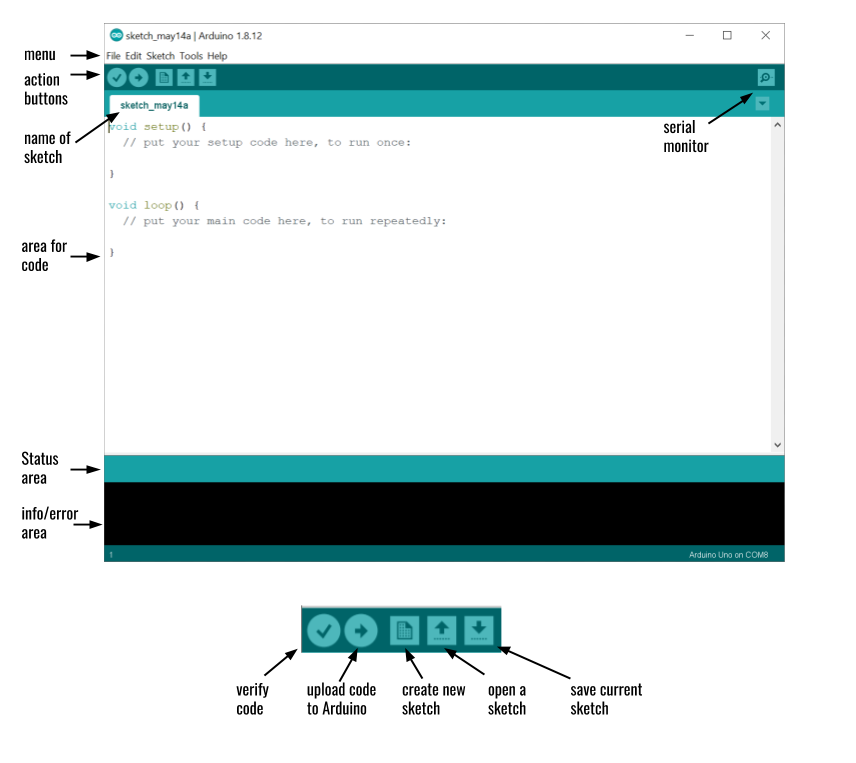 sketch_may14a | Arduino 1.8.12
menu
File Edit Sketch Tools Help
action
buttons
sketch_may14a
name of
sketch
serial
monitor
void setup() {
  // put your setup code here, to run once:
}
void loop() {
  // put your main code here, to run repeatedly:
}
area for
code
Status
area
info/error
area
1
Arduino Uno on COM8
verify
code
upload code
to Arduino
create new
sketch
open a
sketch
save current
sketch